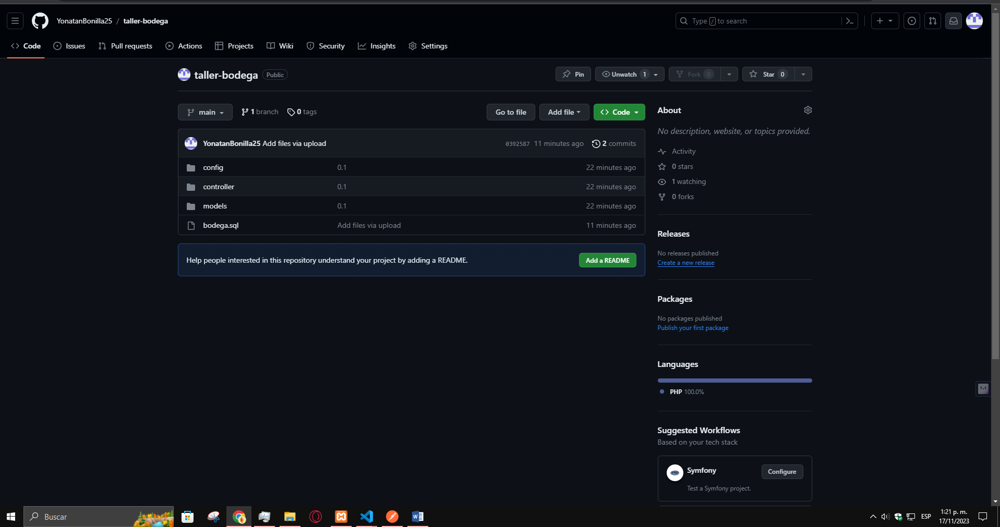 YonatanBonilla25 / taller-bodega
Type / to search
Code Issues Pull requests Actions Projects Wiki Security Insights Settings
taller-bodega Public
Pin Unwatch 1 Fork 0 Star 0
main 1 branch 0 tags
Go to file Add file Code
YonatanBonilla25 Add files via upload 0392587 11 minutes ago 2 commits
config 0.1 22 minutes ago
controller 0.1 22 minutes ago
models 0.1 22 minutes ago
bodega.sql Add files via upload 11 minutes ago
Help people interested in this repository understand your project by adding a README. Add a README
About
No description, website, or topics provided.
Activity
0 stars
1 watching
0 forks
Releases
No releases published
Create a new release
Packages
No packages published
Publish your first package
Languages
PHP 100.0%
Suggested Workflows
Based on your tech stack
Symfony Configure
Test a Symfony project.
Buscar
ESP
1:21 p. m.
17/11/2023